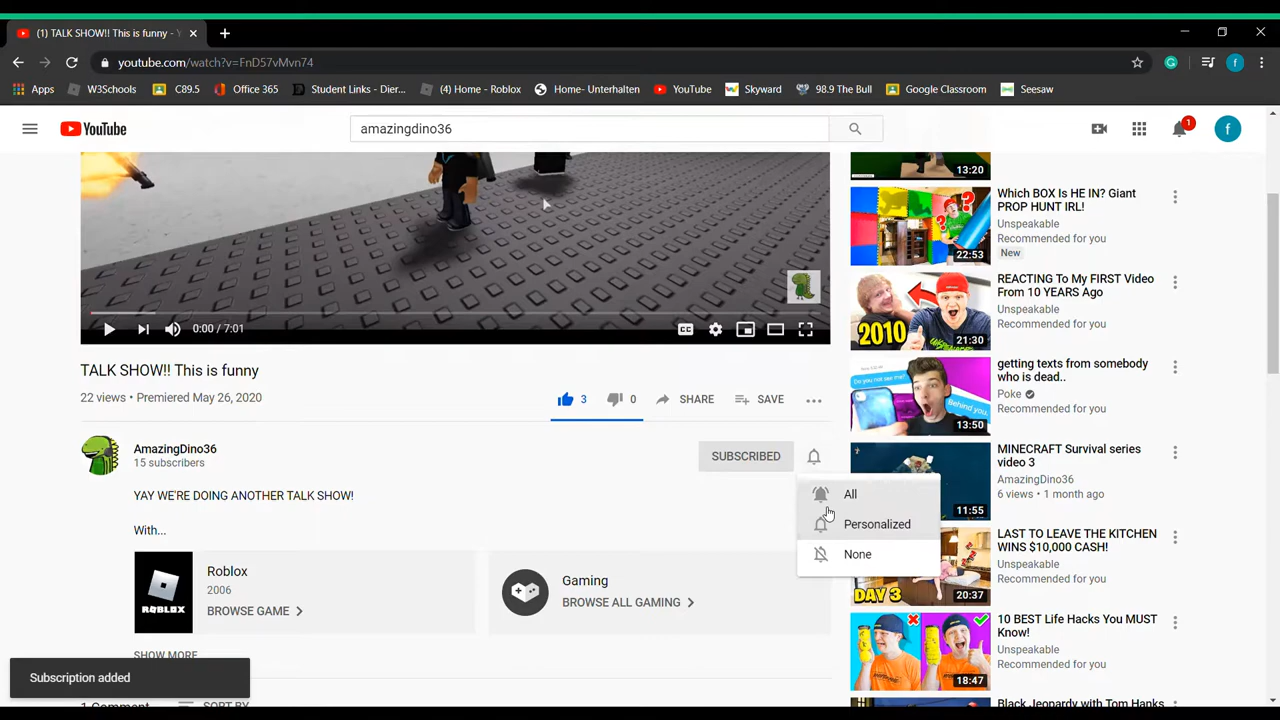 (1) TALK SHOW!! This is funny - Y
youtube.com/watch?v=FnD57vMvn74
f
Apps W3Schools C89.5 Office 365 Student Links - Dier... (4) Home - Roblox Home- Unterhalten YouTube Skyward 98.9 The Bull Google Classroom Seesaw
YouTube
amazingdino36
1
f
13:20
Which BOX Is HE IN? Giant
PROP HUNT IRL!
Unspeakable
Recommended for you
New
22:53
REACTING To My FIRST Video
From 10 YEARS Ago
Unspeakable
Recommended for you
2010
21:30
0:00 / 7:01
CC
TALK SHOW!! This is funny
22 views • Premiered May 26, 2020
3 0 SHARE SAVE
getting texts from somebody
who is dead..
Poke
Recommended for you
13:50
AmazingDino36
15 subscribers
SUBSCRIBED
All
Personalized
None
MINECRAFT Survival series
video 3
AmazingDino36
6 views • 1 month ago
11:55
YAY WE'RE DOING ANOTHER TALK SHOW!
With...
ROBLOX
Roblox
2006
BROWSE GAME
Gaming
BROWSE ALL GAMING
LAST TO LEAVE THE KITCHEN
WINS $10,000 CASH!
Unspeakable
Recommended for you
DAY 3
20:37
10 BEST Life Hacks You MUST
Know!
Unspeakable
Recommended for you
18:47
SHOW MORE
Subscription added
1 Comment SORT BY
Black Jeopardy with Tom Hanks